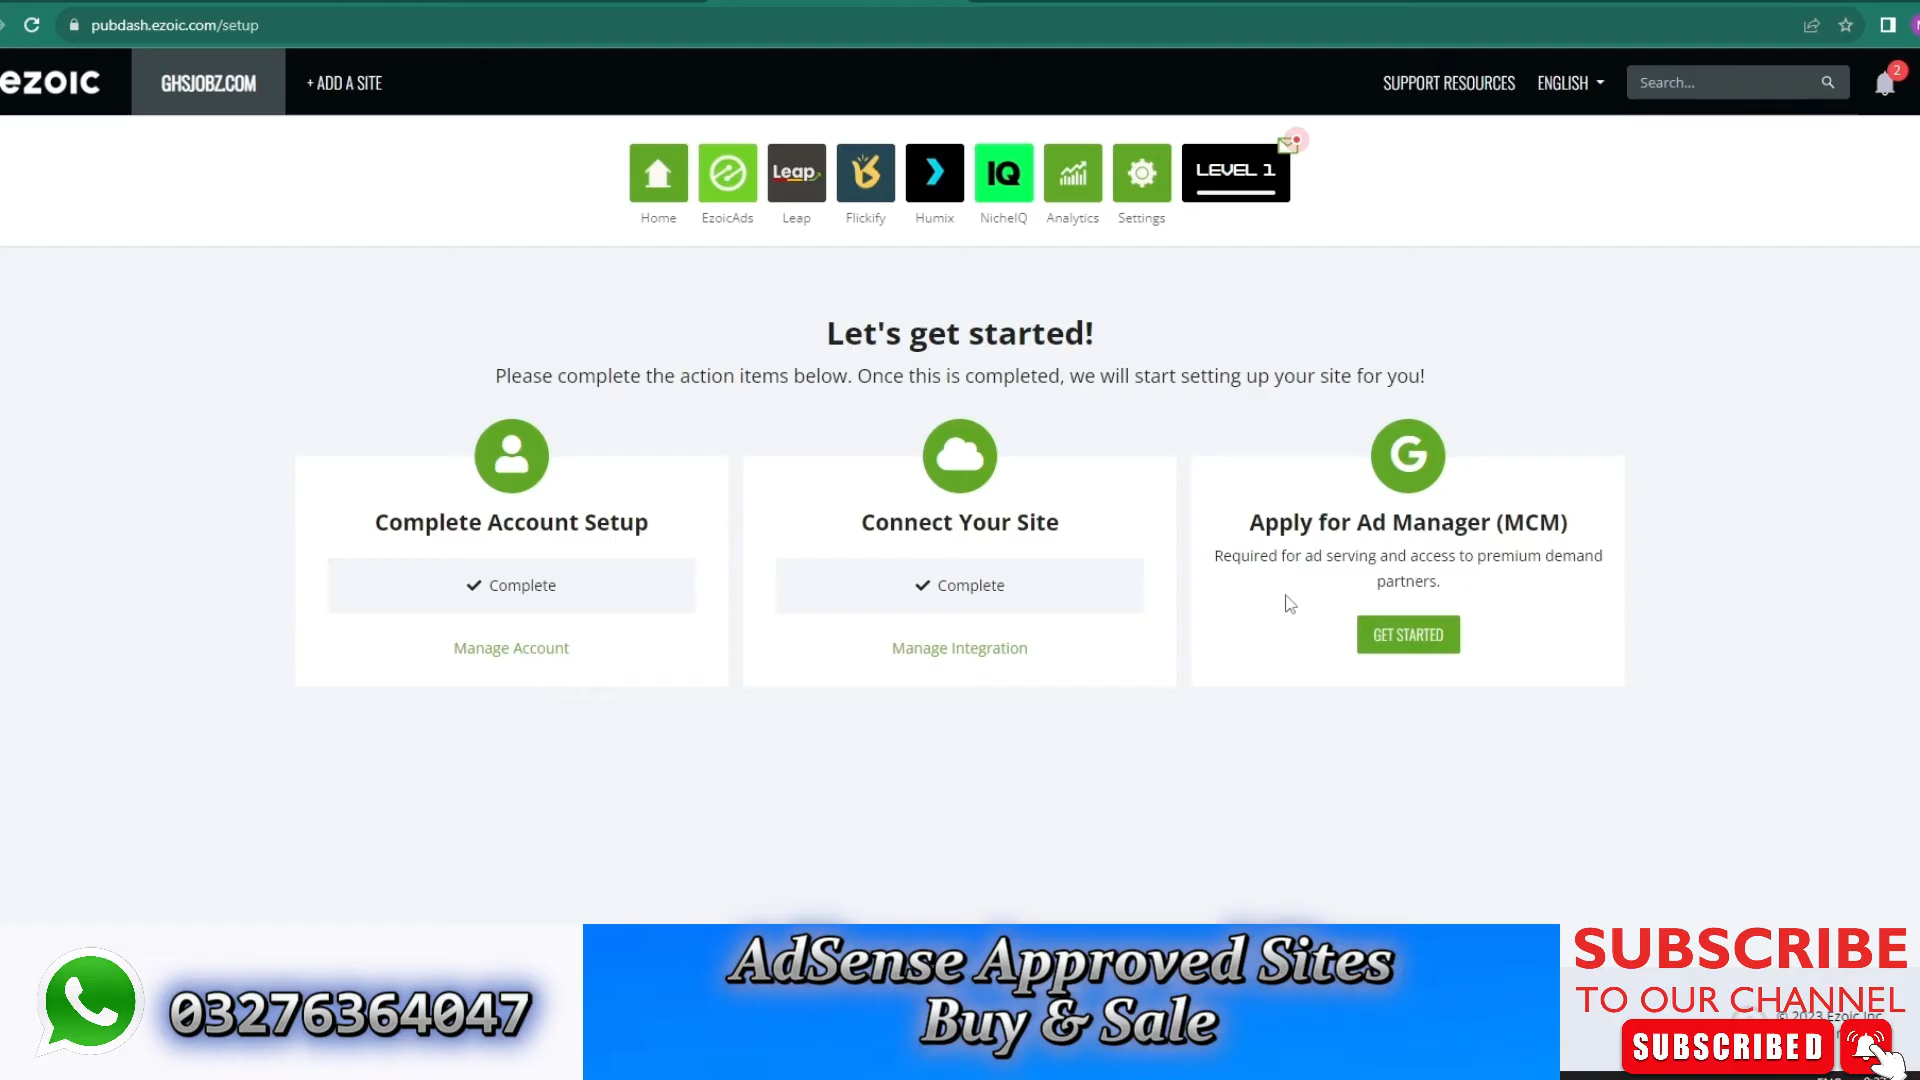 pubdash.ezoic.com/setup
ezoic
GHSJOBZ.COM
+ ADD A SITE
SUPPORT RESOURCES
ENGLISH
Search...
2
Leap
IQ
LEVEL 1
Home
EzoicAds
Leap
Flickify
Humix
NicheIQ
Analytics
Settings
Let's get started!
Please complete the action items below. Once this is completed, we will start setting up your site for you!
Complete Account Setup
Complete
Manage Account
Connect Your Site
Complete
Manage Integration
G
Apply for Ad Manager (MCM)
Required for ad serving and access to premium demand
partners.
GET STARTED
03276364047
AdSense Approved Sites
Buy & Sale
SUBSCRIBE
TO OUR CHANNEL
© 2023 Ezoic Inc.
SUBSCRIBED